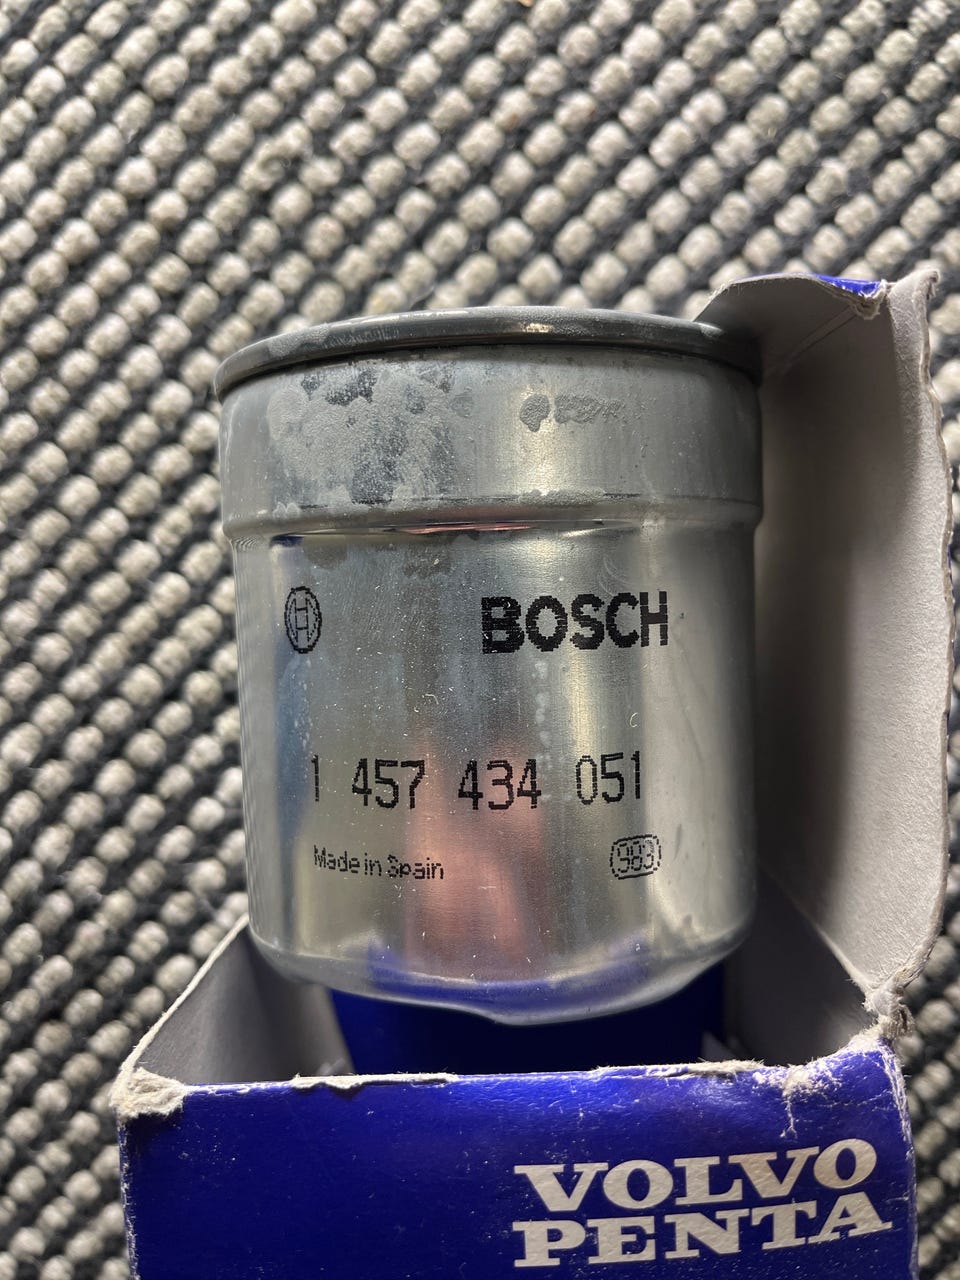 BOSCH
1 457 434 051
Made in Spain 983
VOLVO
PENTA